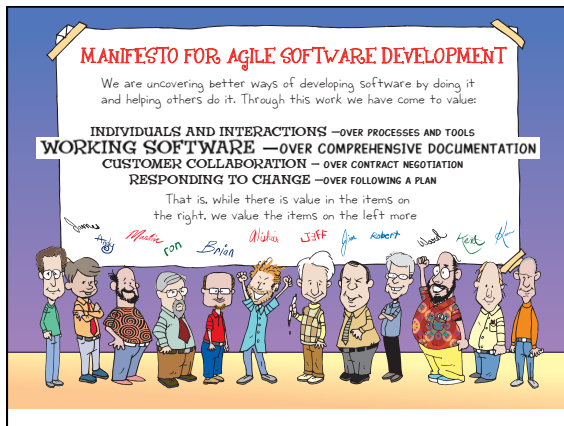 MANIFESTO FOR AGILE SOFTWARE DEVELOPMENT
We are uncovering better ways of developing software by doing it
and helping others do it. Through this work we have come to value:
INDIVIDUALS AND INTERACTIONS —OVER PROCESSES AND TOOLS
WORKING SOFTWARE —OVER COMPREHENSIVE DOCUMENTATION
CUSTOMER COLLABORATION — OVER CONTRACT NEGOTIATION
RESPONDING TO CHANGE —OVER FOLLOWING A PLAN
That is, while there is value in the items on
the right, we value the items on the left more
James Andy Martin ron Brian Alistair JEFF Jim Robert Ward Kent